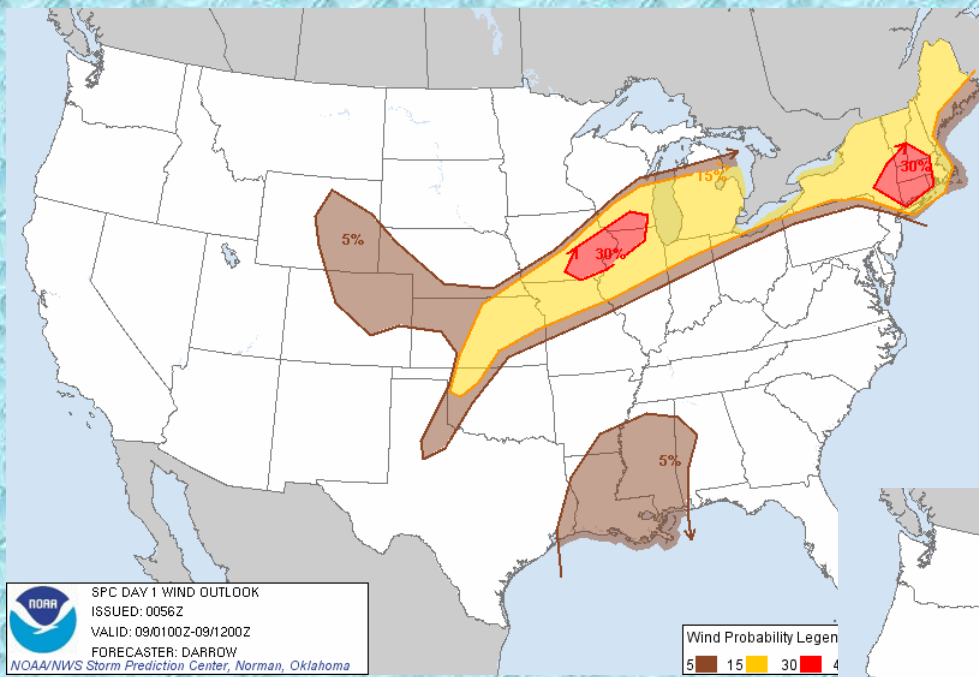 15%
30%
5%
30%
5%
NOAA
SPC DAY 1 WIND OUTLOOK
ISSUED: 0056Z
VALID: 09/0100Z-09/1200Z
FORECASTER: DARROW
NOAA/NWS Storm Prediction Center, Norman, Oklahoma
Wind Probability Legen
5 15 30 4